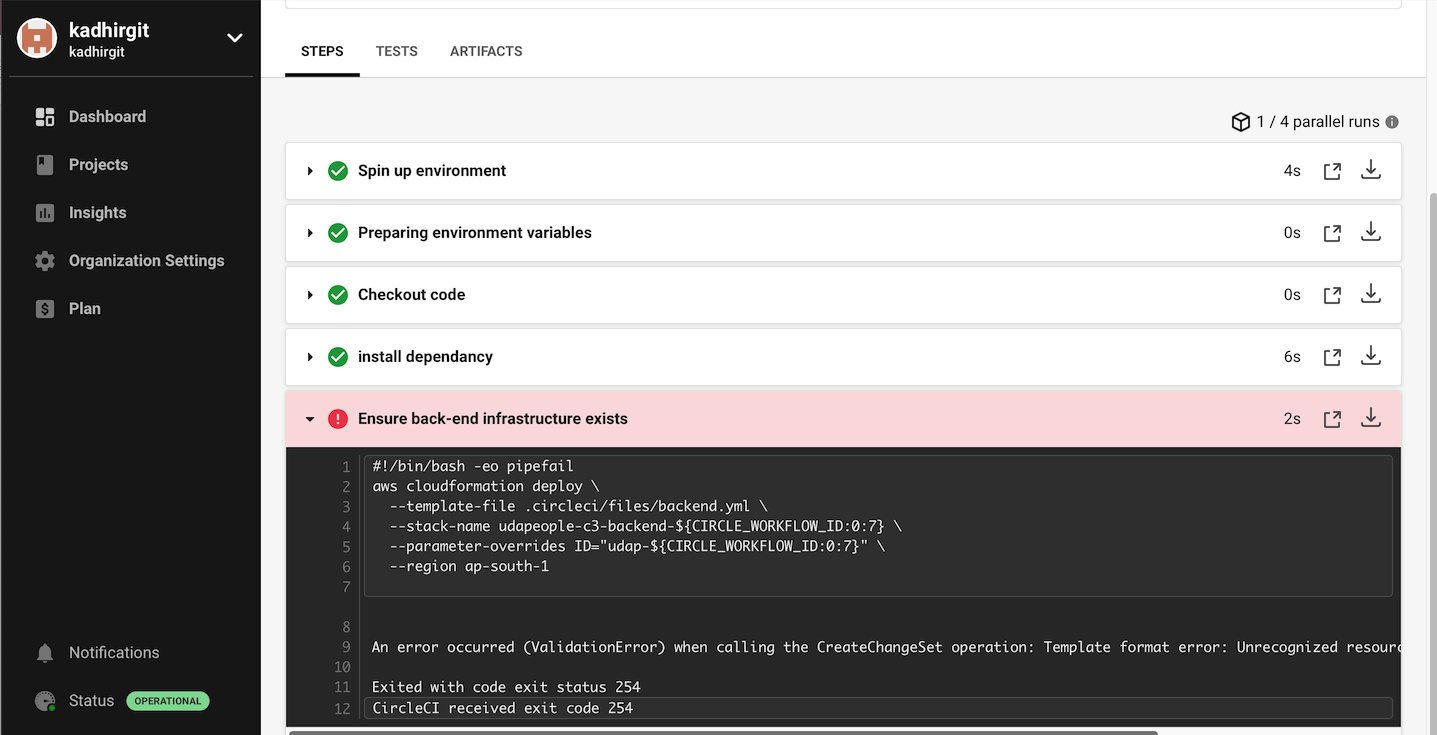 kadhirgit
kadhirgit
Dashboard
Projects
Insights
Organization Settings
Plan
Notifications
Status OPERATIONAL
STEPS TESTS ARTIFACTS
1 / 4 parallel runs
Spin up environment 4s
Preparing environment variables 0s
Checkout code 0s
install dependancy 6s
Ensure back-end infrastructure exists 2s
1 #!/bin/bash -eo pipefail
2 aws cloudformation deploy \
3 --template-file .circleci/files/backend.yml \
4 --stack-name udapeople-c3-backend-${CIRCLE_WORKFLOW_ID:0:7} \
5 --parameter-overrides ID="udap-${CIRCLE_WORKFLOW_ID:0:7}" \
6 --region ap-south-1
7
8
9 An error occurred (ValidationError) when calling the CreateChangeSet operation: Template format error: Unrecognized resourc
10
11 Exited with code exit status 254
12 CircleCI received exit code 254